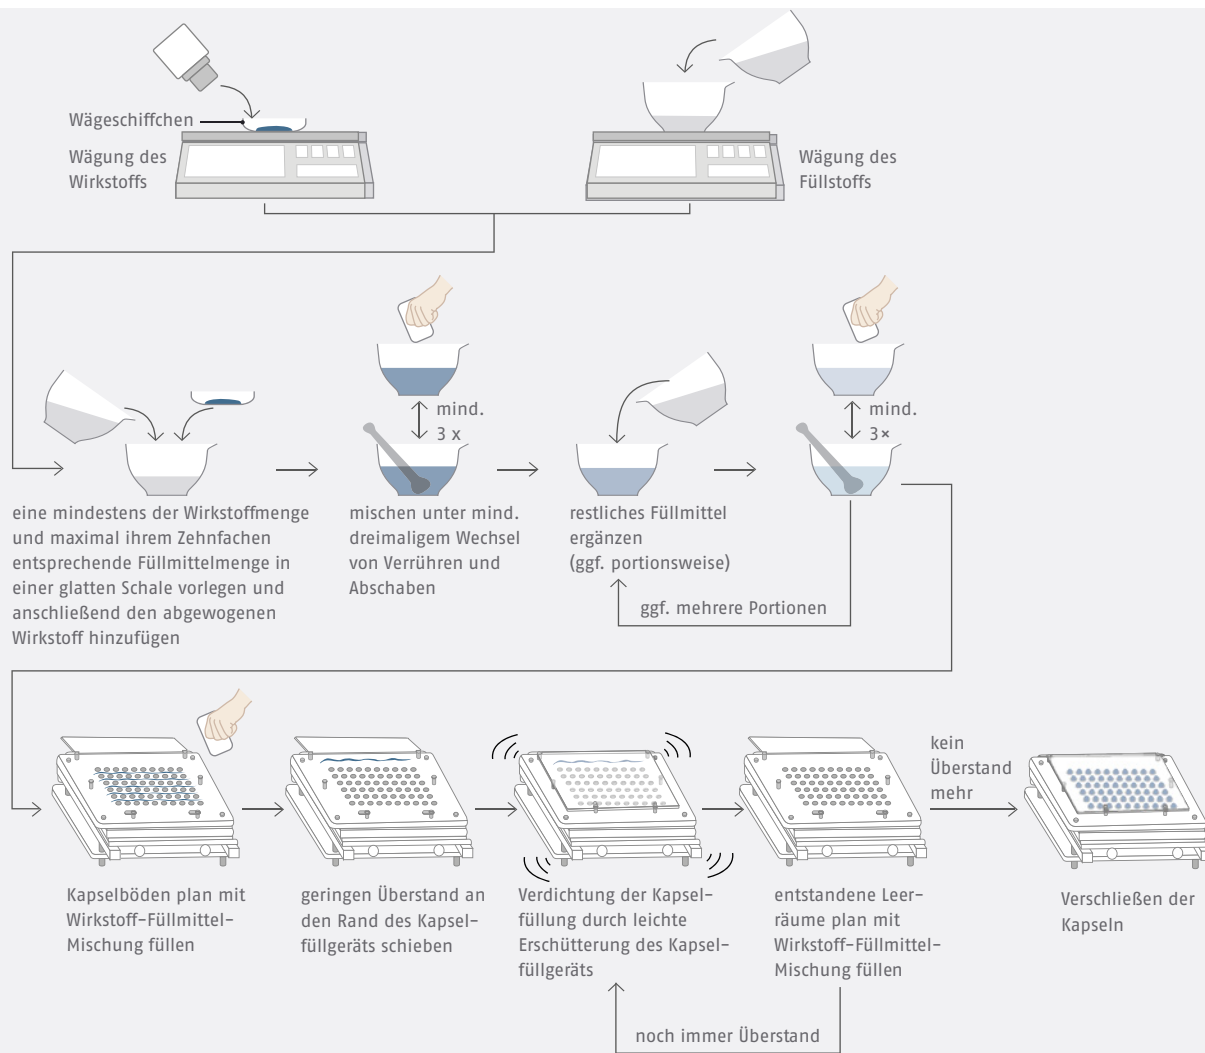 Wägeschiffchen
Wägung des
Wirkstoffs
Wägung des
Füllstoffs
mind.
3 x
mind.
3×
eine mindestens der Wirkstoffmenge
und maximal ihrem Zehnfachen
entsprechende Füllmittelmenge in
einer glatten Schale vorlegen und
anschließend den abgewogenen
Wirkstoff hinzufügen
mischen unter mind.
dreimaligem Wechsel
von Verrühren und
Abschaben
restliches Füllmittel
ergänzen
(ggf. portionsweise)
ggf. mehrere Portionen
kein
Überstand
mehr
Kapselböden plan mit
Wirkstoff-Füllmittel-
Mischung füllen
geringen Überstand an
den Rand des Kapsel-
füllgeräts schieben
Verdichtung der Kapsel-
füllung durch leichte
Erschütterung des Kapsel-
füllgeräts
entstandene Leer-
räume plan mit
Wirkstoff-Füllmittel-
Mischung füllen
Verschließen der
Kapseln
noch immer Überstand